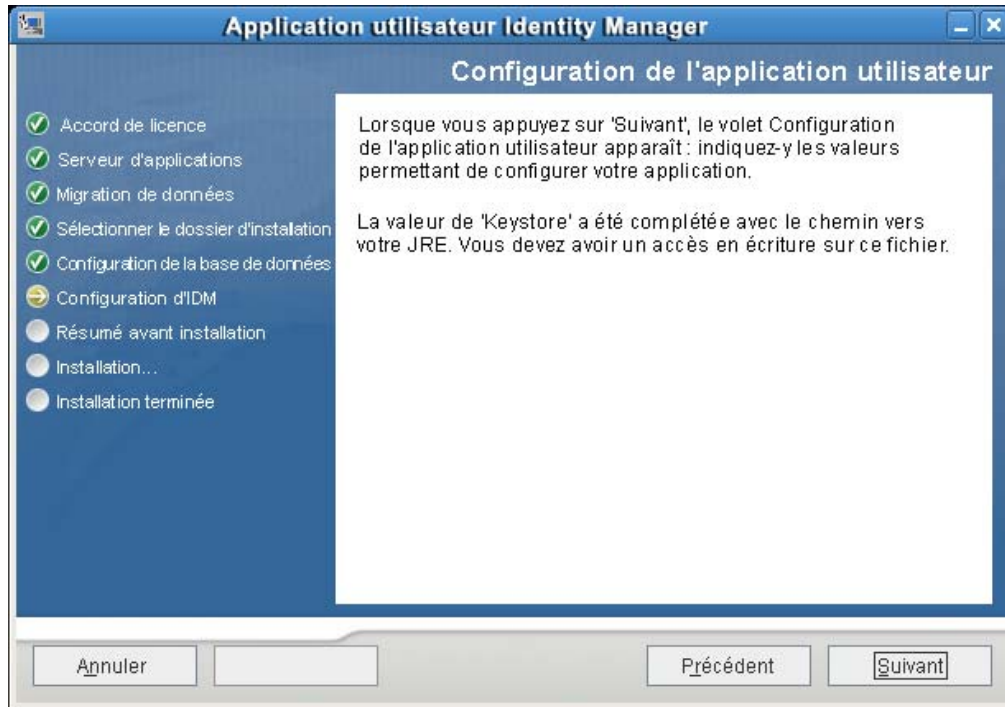 Application utilisateur Identity Manager
Configuration de l'application utilisateur
Accord de licence
Serveur d'applications
Migration de données
Sélectionner le dossier d'installation
Configuration de la base de données
Configuration d'IDM
Résumé avant installation
Installation...
Installation terminée
Lorsque vous appuyez sur 'Suivant', le volet Configuration
de l'application utilisateur apparaît : indiquez-y les valeurs
permettant de configurer votre application.
La valeur de 'Keystore' a été complétée avec le chemin vers
votre JRE. Vous devez avoir un accès en écriture sur ce fichier.
Annuler
Précédent
Suivant